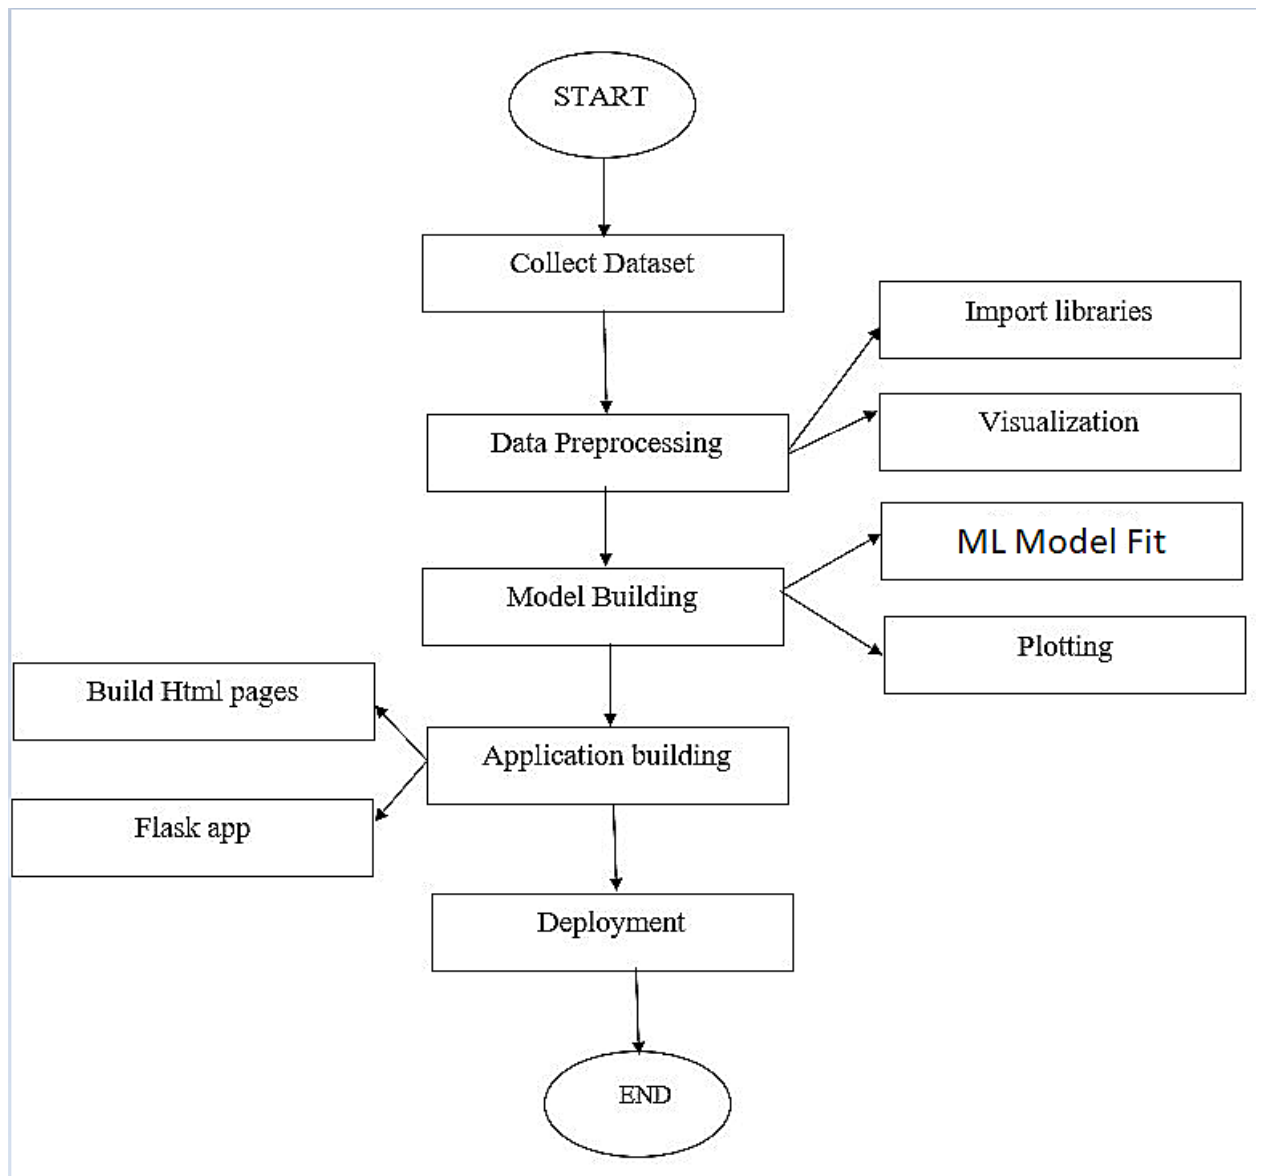 START
Collect Dataset
Import libraries
Visualization
Data Preprocessing
ML Model Fit
Model Building
Plotting
Build Html pages
Application building
Flask app
Deployment
END